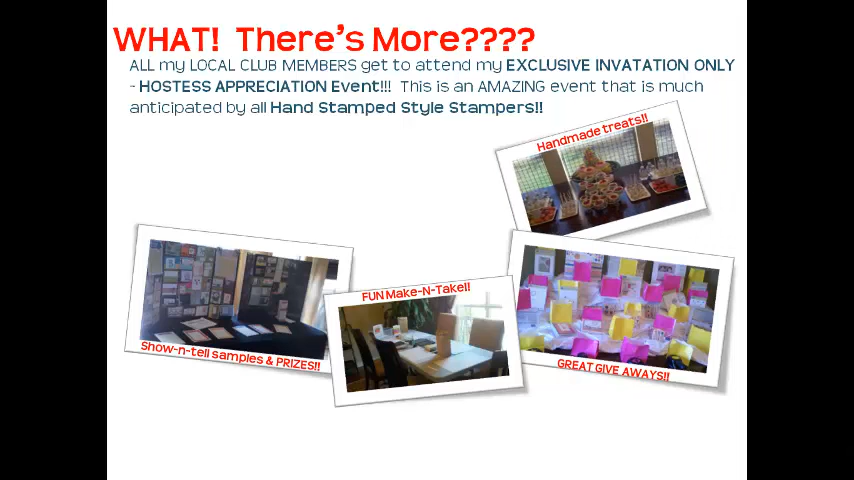 WHAT! There's More????
ALL my LOCAL CLUB MEMBERS get to attend my EXCLUSIVE INVATATION ONLY
- HOSTESS APPRECIATION Event!!! This is an AMAZING event that is much
anticipated by all Hand Stamped Style Stampers!!
Handmade treats!!
Show-n-tell samples & PRIZES!!
FUN Make-N-Take!!
GREAT GIVE AWAYS!!